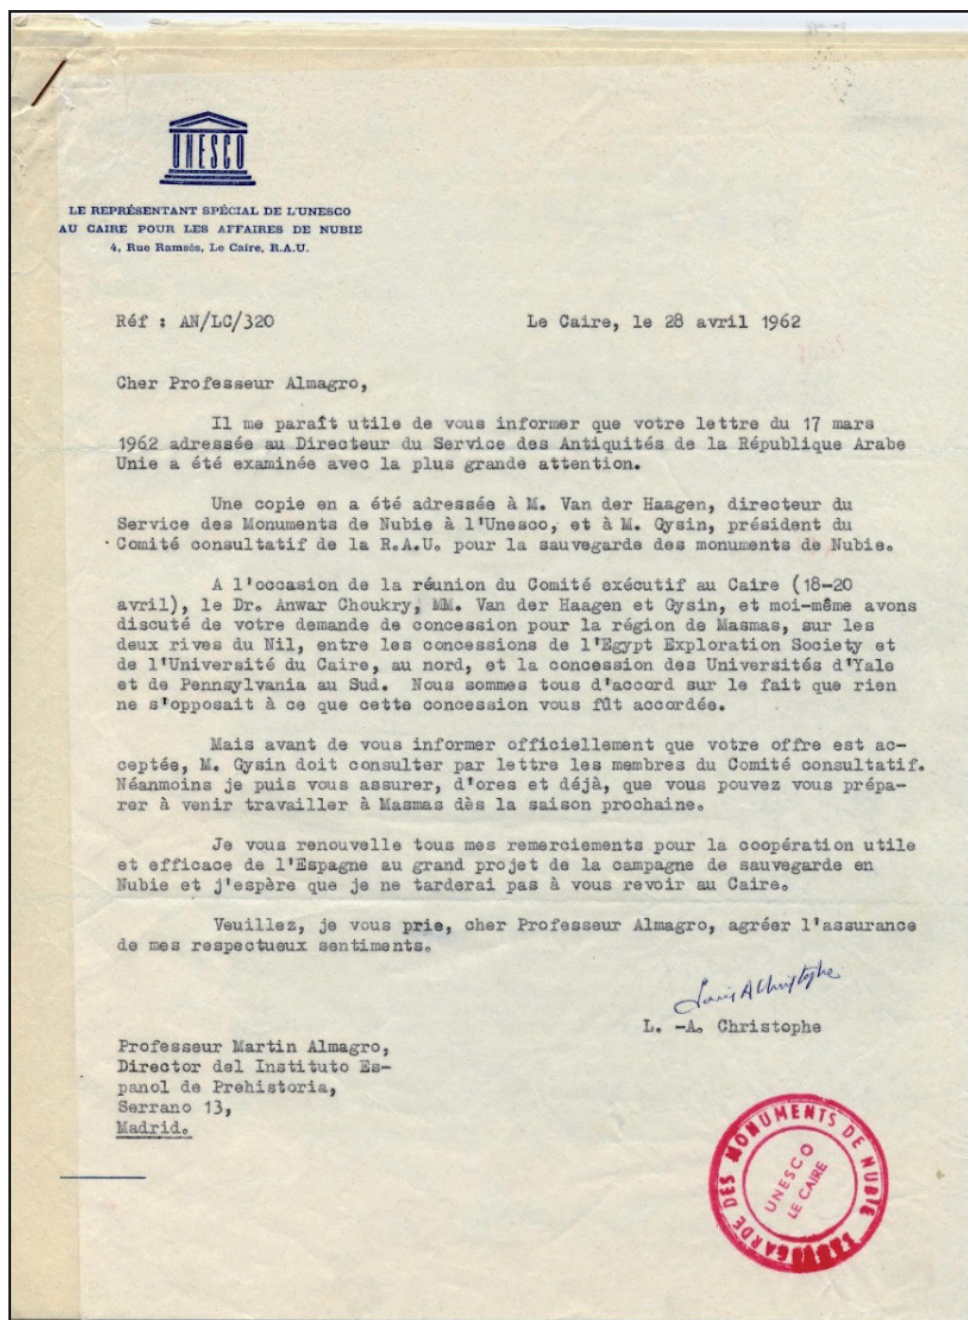 UNESCO
LE REPRÉSENTANT SPÉCIAL DE L'UNESCO
AU CAIRE POUR LES AFFAIRES DE NUBIE
4, Rue Ramsès, Le Caire, R.A.U.
Réf : AN/LC/320
Le Caire, le 28 avril 1962
Cher Professeur Almagro,
Il me paraît utile de vous informer que votre lettre du 17 mars
1962 adressée au Directeur du Service des Antiquités de la République Arabe
Unie a été examinée avec la plus grande attention.
Une copie en a été adressée à M. Van der Haagen, directeur du
Service des Monuments de Nubie à l'Unesco, et à M. Gysin, président du
Comité consultatif de la R.A.U. pour la sauvegarde des monuments de Nubie.
A l'occasion de la réunion du Comité exécutif au Caire (18-20
avril), le Dr. Anwar Choukry, MM. Van der Haagen et Gysin, et moi-même avons
discuté de votre demande de concession pour la région de Masmas, sur les
deux rives du Nil, entre les concessions de l'Egypt Exploration Society et
de l'Université du Caire, au nord, et la concession des Universités d'Yale
et de Pennsylvania au Sud. Nous sommes tous d'accord sur le fait que rien
ne s'opposait à ce que cette concession vous fût accordée.
Mais avant de vous informer officiellement que votre offre est ac-
ceptée, M. Gysin doit consulter par lettre les membres du Comité consultatif.
Néanmoins je puis vous assurer, d'ores et déjà, que vous pouvez vous prépa-
rer à venir travailler à Masmas dès la saison prochaine.
Je vous renouvelle tous mes remerciements pour la coopération utile
et efficace de l'Espagne au grand projet de la campagne de sauvegarde en
Nubie et j'espère que je ne tarderai pas à vous revoir au Caire.
Veuillez, je vous prie, cher Professeur Almagro, agréer l'assurance
de mes respectueux sentiments.
Louis A Christophe
L. -A. Christophe
Professeur Martin Almagro,
Director del Instituto Es-
panol de Prehistoria,
Serrano 13,
Madrid.
SAUVEGARDE DES MONUMENTS DE NUBIE
UNESCO
LE CAIRE